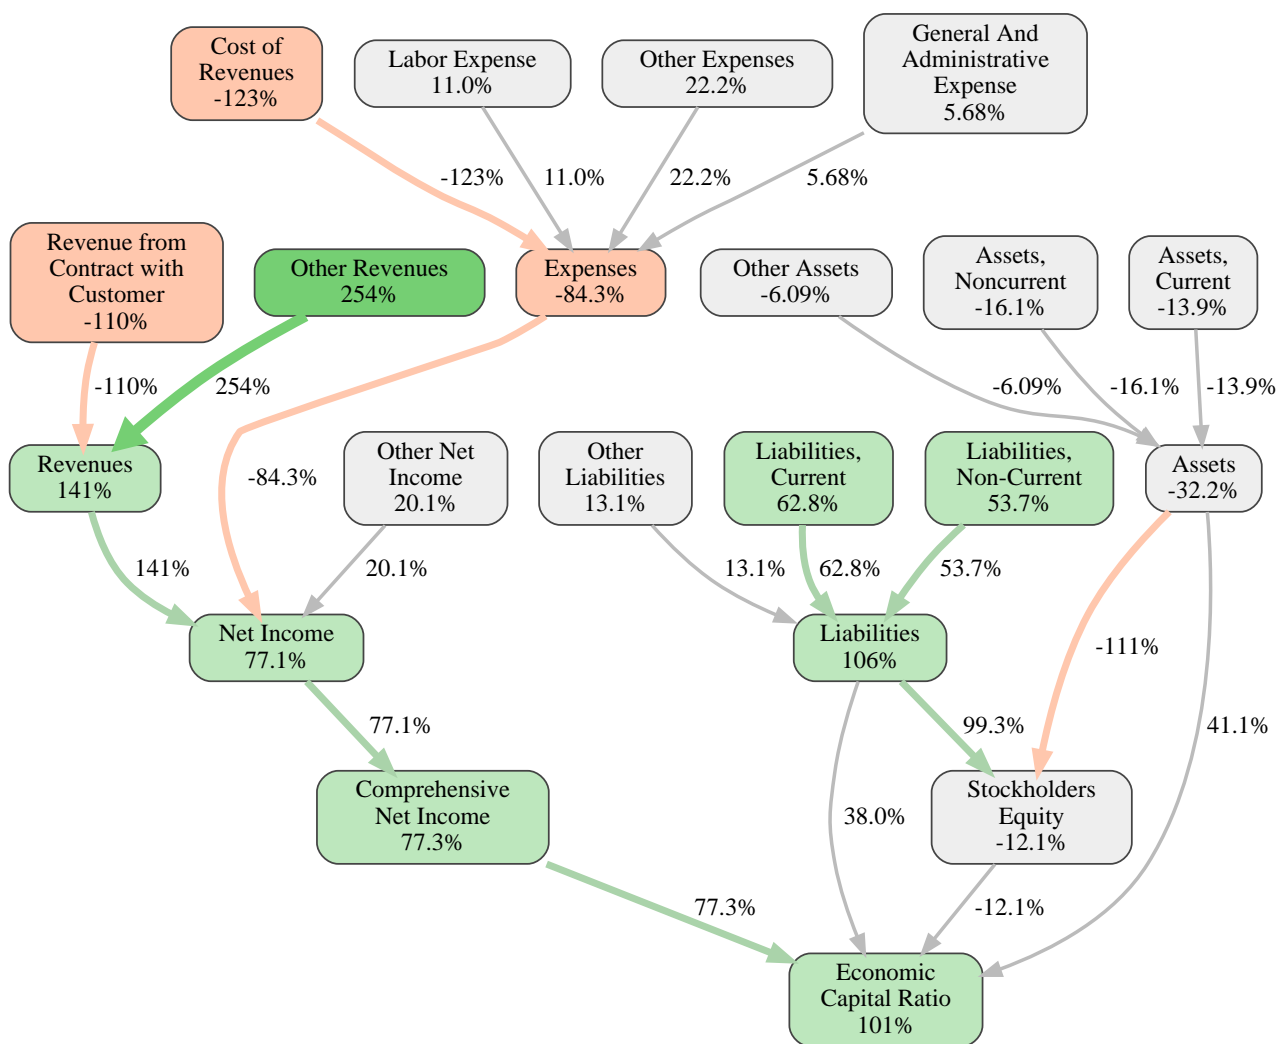 Cost of
Revenues
-123%
Labor Expense
11.0%
Other Expenses
22.2%
General And
Administrative
Expense
5.68%
-123%
11.0%
22.2%
5.68%
Revenue from
Contract with
Customer
-110%
Other Revenues
254%
Expenses
-84.3%
Other Assets
-6.09%
Assets,
Noncurrent
-16.1%
Assets,
Current
-13.9%
-110%
254%
-6.09%
-16.1%
-13.9%
Revenues
141%
-84.3%
Other Net
Income
20.1%
Other
Liabilities
13.1%
Liabilities,
Current
62.8%
Liabilities,
Non-Current
53.7%
Assets
-32.2%
141%
20.1%
13.1%
62.8%
53.7%
Net Income
77.1%
Liabilities
106%
-111%
77.1%
99.3%
41.1%
Comprehensive
Net Income
77.3%
38.0%
Stockholders
Equity
-12.1%
77.3%
-12.1%
Economic
Capital Ratio
101%